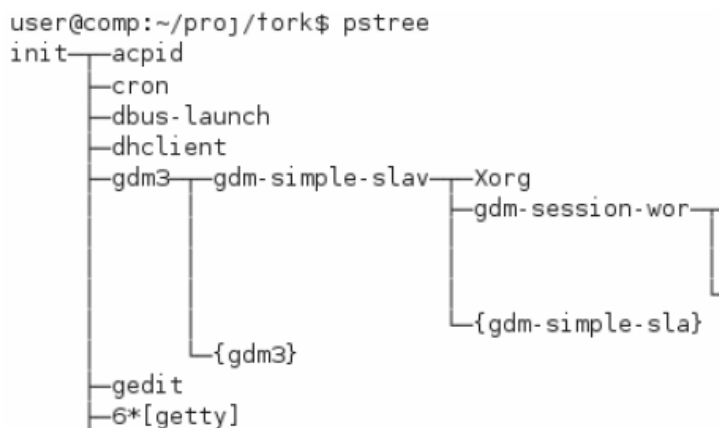 user@comp:~/proj/fork$ pstree
init─┬─acpid
├─cron
├─dbus-launch
├─dhclient
├─gdm3─┬─gdm-simple-slav─┬─Xorg
├─gdm-session-wor─┬
└─{gdm-simple-sla}
└─{gdm3}
├─gedit
├─6*[getty]